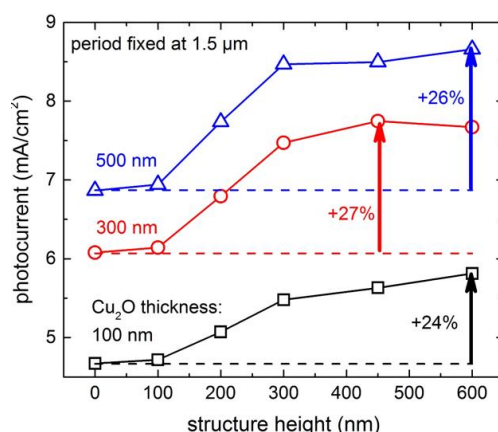 9
period fixed at 1.5 µm
8
+26%
500 nm
7
300 nm
+27%
6
Cu₂O thickness:
100 nm
+24%
5
photocurrent (mA/cm²)
0 100 200 300 400 500 600
structure height (nm)